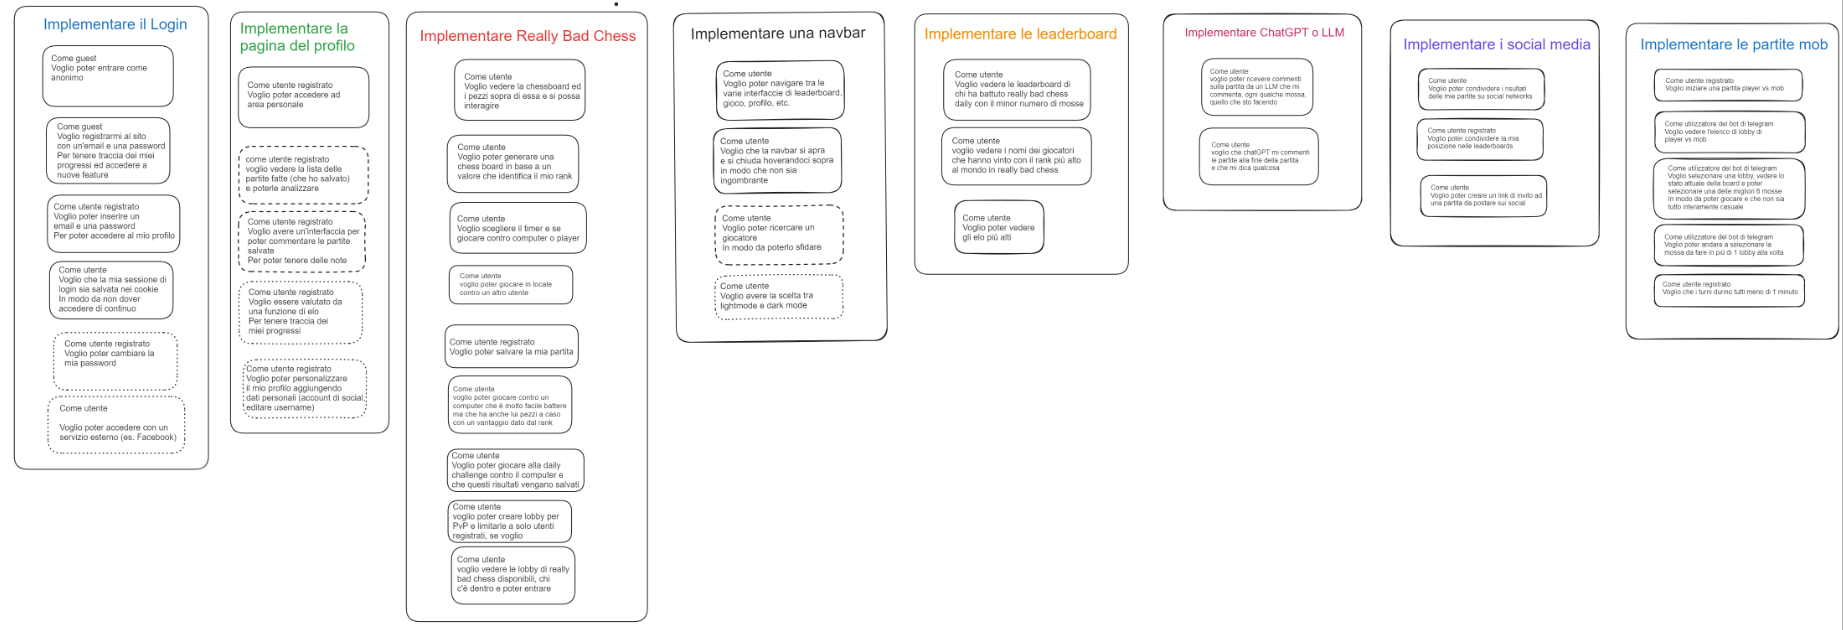 Implementare il Login
Come guest
Voglio poter entrare come
anonimo
Come guest
Voglio registrarmi al sito
con un'email e una password
Per tenere traccia dei miei
progressi ed accedere a
nuove feature
Come utente registrato
Voglio poter inserire un
email e una password
Per poter accedere al mio profilo
Come utente
Voglio che la mia sessione di
login sia salvata nei cookie
In modo da non dover
accedere di continuo
Come utente registrato
Voglio poter cambiare la
mia password
Come utente
Voglio poter accedere con un
servizio esterno (es. Facebook)
Implementare la
pagina del profilo
Come utente registrato
Voglio poter accedere ad
area personale
come utente registrato
voglio vedere la lista delle
partite fatte (che ho salvato)
e poterle analizzare
Come utente registrato
Voglio avere un'interfaccia per
poter commentare le partite
salvate
Per poter tenere delle note
Come utente registrato
Voglio essere valutato da
una funzione di elo
Per tenere traccia dei
miei progressi
Come utente registrato
Voglio poter personalizzare
il mio profilo aggiungendo
dati personali (account di social,
editare username)
Implementare Really Bad Chess
Come utente
Voglio vedere la chessboard ed
i pezzi sopra di essa e si possa
interagire
Come utente
Voglio poter generare una
chess board in base a un
valore che identifica il mio rank
Come utente
Voglio scegliere il timer e se
giocare contro computer o player
Come utente
voglio poter giocare in locale
contro un altro utente
Come utente registrato
Voglio poter salvare la mia partita
Come utente
voglio poter giocare contro un
computer che é molto facile battere
ma che ha anche lui pezzi a caso
con un vantaggio dato dal rank
Come utente
Voglio poter giocare alla daily
challenge contro il computer e
che questi risultati vengano salvati
Come utente
voglio poter creare lobby per
PvP e limitarle a solo utenti
registrati, se voglio
Come utente
voglio vedere le lobby di really
bad chess disponibili, chi
c'è dentro e poter entrare
Implementare una navbar
Come utente
Voglio poter navigare tra le
varie interfaccie di leaderboard,
gioco, profilo, etc.
Come utente
Voglio che la navbar si apra
e si chiuda hoverandoci sopra
in modo che non sia
ingombrante
Come utente
Voglio poter ricercare un
giocatore
In modo da poterlo sfidare
Come utente
Voglio avere la scelta tra
lightmode e dark mode
Implementare le leaderboard
Come utente
Voglio vedere le leaderboard di
chi ha battuto really bad chess
daily con il minor numero di mosse
Come utente
voglio vedere i nomi dei giocatori
che hanno vinto con il rank più alto
al mondo in really bad chess
Come utente
Voglio poter vedere
gli elo più alti
Implementare ChatGPT o LLM
Come utente
voglio poter ricevere commenti
sulla partita da un LLM che mi
commenta, ogni qualche mossa,
quello che sto facendo
Come utente
voglio che chatGPT mi commenti
le partite alla fine della partita
e che mi dica qualcosa
Implementare i social media
Come utente
Voglio poter condividere i risultati
delle mie partite su social networks
Come utente registrato
Voglio poter condividere la mia
posizione nelle leaderboards
Come utente
Voglio poter creare un link di invito ad
una partita da postare sui social
Implementare le partite mob
Come utente registrato
Voglio iniziare una partita player vs mob
Come utilizzatore del bot di telegram
Voglio vedere l'elenco di lobby di
player vs mob
Come utilizzatore del bot di telegram
Voglio selezionare una lobby, vedere lo
stato attuale della board e poter
selezionare una delle migliori 6 mosse
In modo da poter giocare e che non sia
tutto interamente casuale
Come utilizzatore del bot di telegram
Voglio poter andare a selezionare la
mossa da fare in più di 1 lobby alla volta
Come utente registrato
Voglio che i turni durino tutti meno di 1 minuto